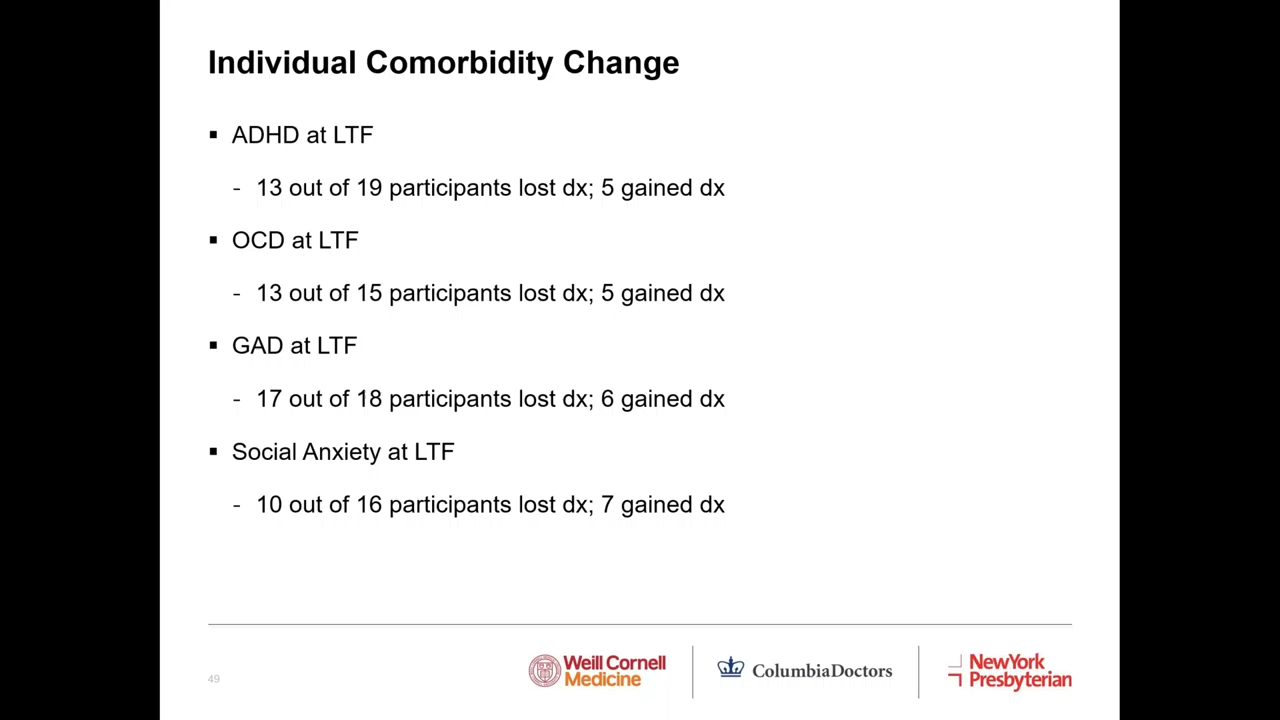 Individual Comorbidity Change
▪ ADHD at LTF
- 13 out of 19 participants lost dx; 5 gained dx
▪ OCD at LTF
- 13 out of 15 participants lost dx; 5 gained dx
▪ GAD at LTF
- 17 out of 18 participants lost dx; 6 gained dx
▪ Social Anxiety at LTF
- 10 out of 16 participants lost dx; 7 gained dx
49
Weill Cornell
Medicine
ColumbiaDoctors
NewYork
Presbyterian